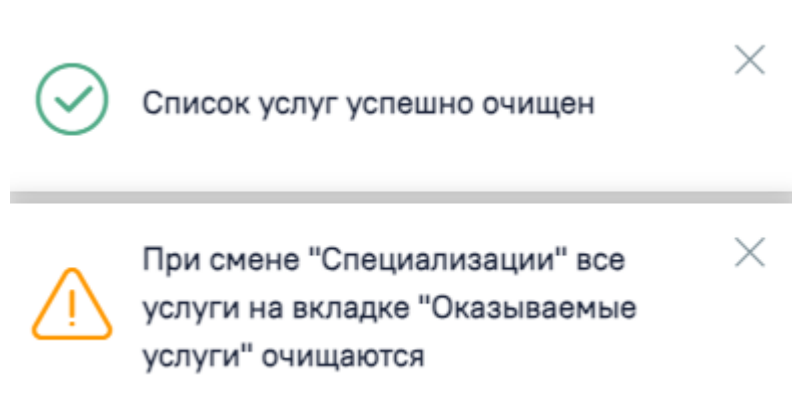 Список услуг успешно очищен
При смене "Специализации" все
услуги на вкладке "Оказываемые
услуги" очищаются